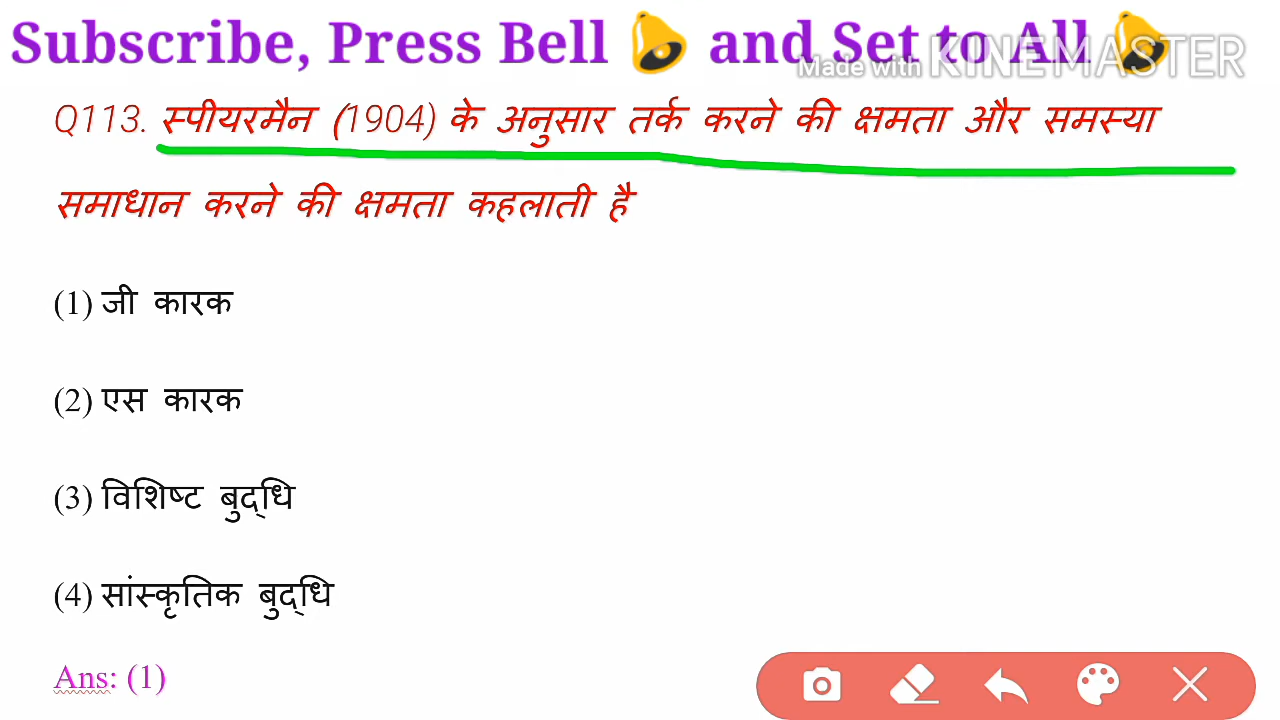 Subscribe, Press Bell 🔔 and Set to All 🔔
Made with KINEMASTER
Q113. स्पीयरमैन (1904) के अनुसार तर्क करने की क्षमता और समस्या
समाधान करने की क्षमता कहलाती है
(1) जी कारक
(2) एस कारक
(3) विशिष्ट बुद्धि
(4) सांस्कृतिक बुद्धि
Ans: (1)